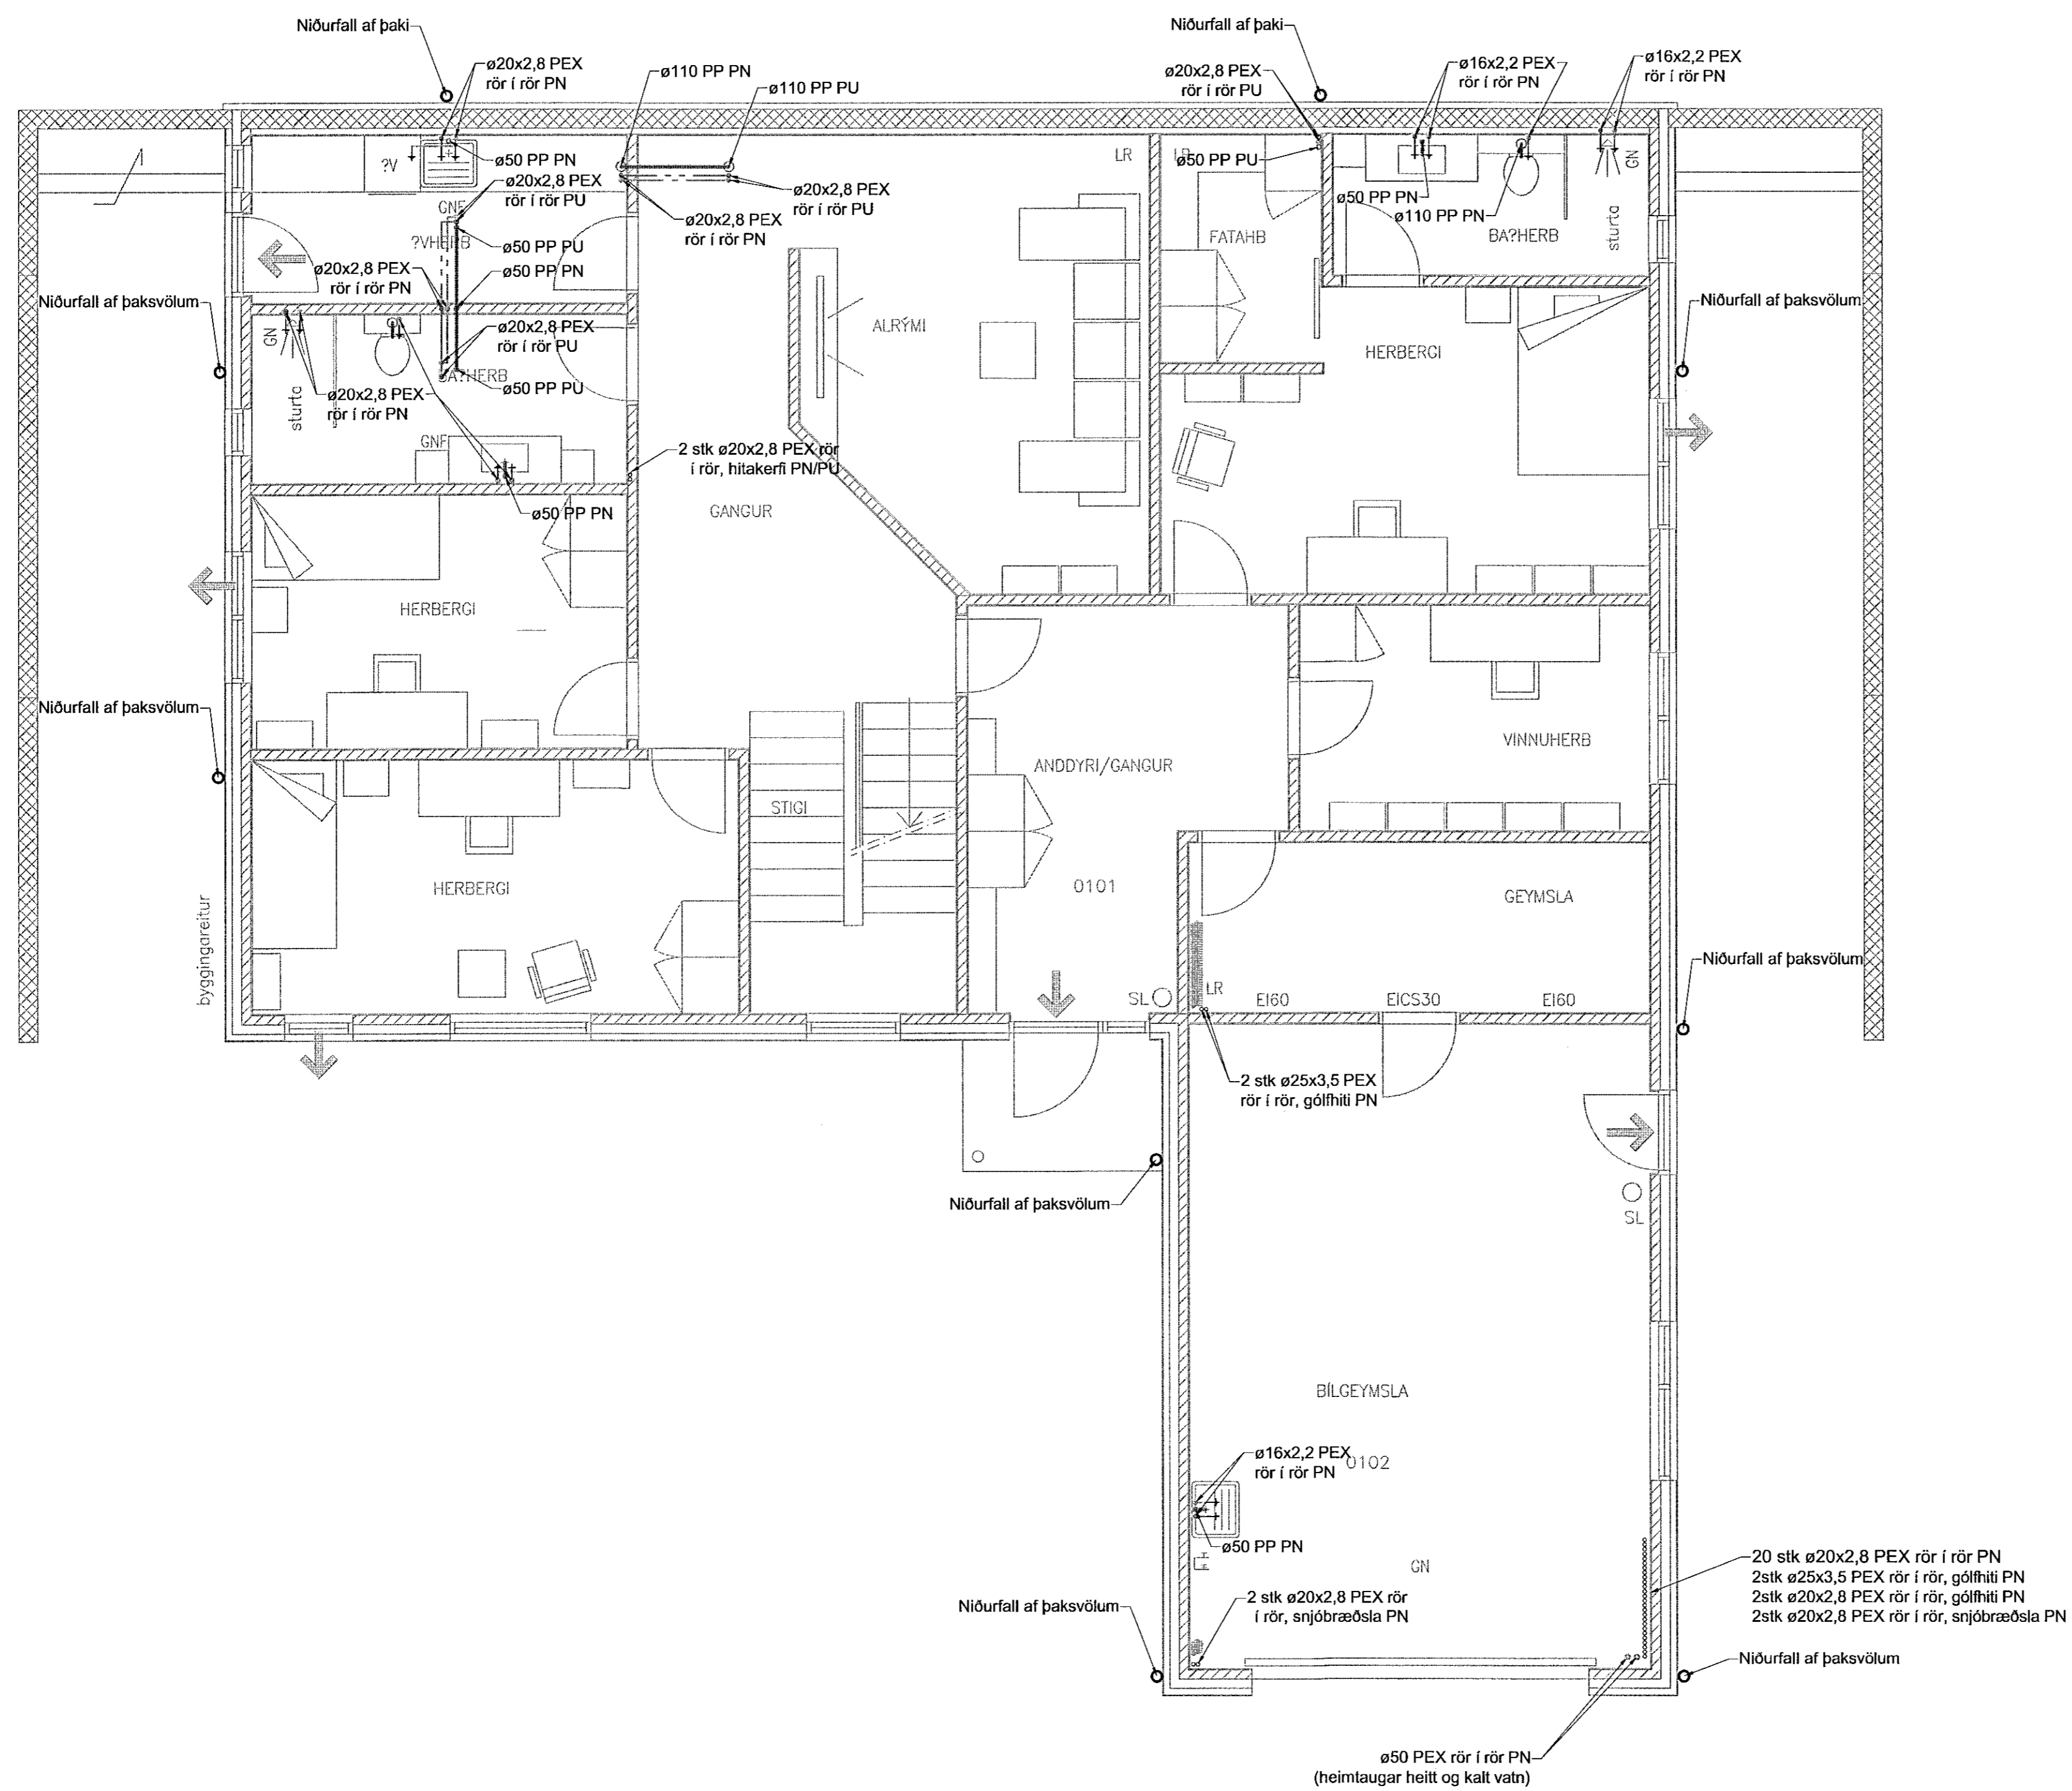 Niðurfall af þaki
Niðurfall af þaki
ø20x2,8 PEX
rör í rör PN
ø110 PP PN
ø110 PP PU
ø20x2,8 PEX
rör í rör PU
ø16x2,2 PEX
rör í rör PN
ø16x2,2 PEX
rör í rör PN
?V
ø50 PP PN
ø20x2,8 PEX
rör í rör PU
ø20x2,8 PEX
rör í rör PU
ø20x2,8 PEX
rör í rör PN
LR
LR
ø50 PP PU
ø50 PP PN
ø110 PP PN
GN
sturta
GNF
?VHERB
ø50 PP PU
ø50 PP PN
FATAHB
BA?HERB
ø20x2,8 PEX
rör í rör PN
Niðurfall af þaksvölum
Niðurfall af þaksvölum
GN
ø20x2,8 PEX
rör í rör PU
ALRÝMI
HERBERGI
BA?HERB
ø50 PP PU
sturta
ø20x2,8 PEX
rör í rör PN
GNF
2 stk ø20x2,8 PEX rör
í rör, hitakerfi PN/PU
ø50 PP PN
GANGUR
HERBERGI
Niðurfall af þaksvölum
VINNUHERB
ANDDYRI/GANGUR
STIGI
HERBERGI
0101
GEYMSLA
byggingareitur
Niðurfall af þaksvölum
SL
LR
EI60
EICS30
EI60
2 stk ø25x3,5 PEX
rör í rör, gólfhiti PN
Niðurfall af þaksvölum
SL
BÍLGEYMSLA
ø16x2,2 PEX
rör í rör PN
0102
ø50 PP PN
GN
20 stk ø20x2,8 PEX rör í rör PN
2stk ø25x3,5 PEX rör í rör, gólfhiti PN
2stk ø20x2,8 PEX rör í rör, gólfhiti PN
2stk ø20x2,8 PEX rör í rör, snjóbræðsla PN
2 stk ø20x2,8 PEX rör
í rör, snjóbræðsla PN
Niðurfall af þaksvölum
Niðurfall af þaksvölum
ø50 PEX rör í rör PN
(heimtaugar heitt og kalt vatn)